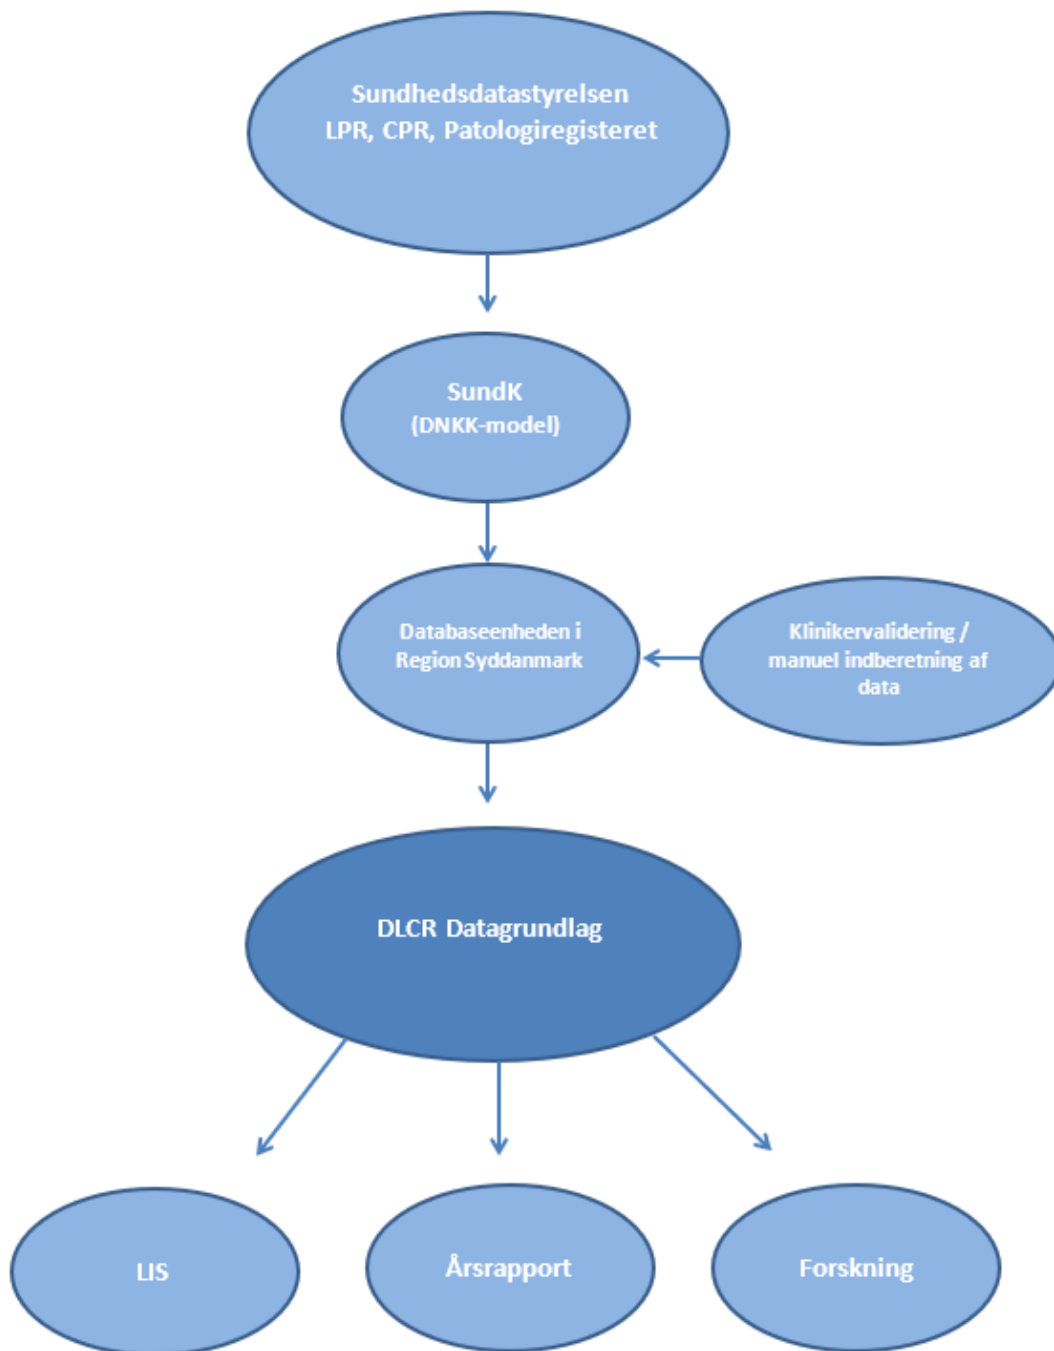 Sundhedsdatastyrelsen
LPR, CPR, Patologiregisteret
SundK
(DNKK-model)
Databaseenheden i
Region Syddanmark
Klinikervalidering /
manuel indberetning af
data
DLCR Datagrundlag
LIS
Årsrapport
Forskning